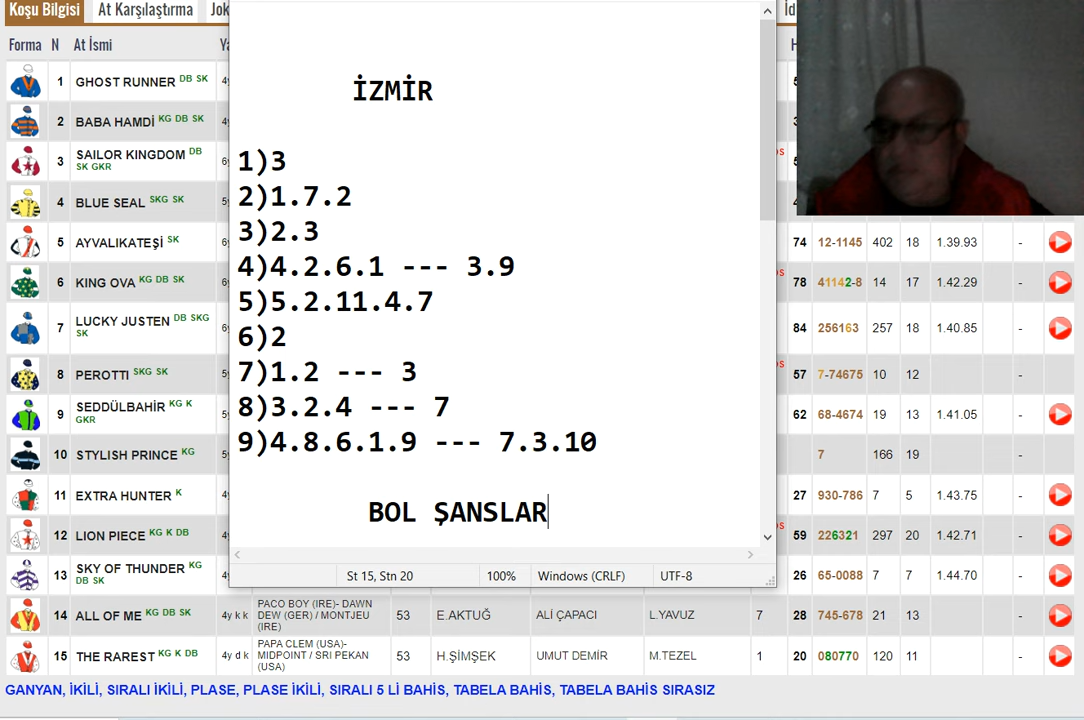 Koşu Bilgisi At Karşılaştırma Jok
Forma N At İsmi
1 GHOST RUNNER DB SK
2 BABA HAMDİ KG DB SK
3 SAILOR KINGDOM DB SK GKR
4 BLUE SEAL SKG SK
5 AYVALIKATEŞİ SK 74 12-1145 402 18 1.39.93 -
6 KING OVA KG DB SK 78 41142-8 14 17 1.42.29 -
7 LUCKY JUSTEN DB SKG SK 84 256163 257 18 1.40.85 -
8 PEROTTI SKG SK 57 7-74675 10 12 -
9 SEDDÜLBAHİR KG K GKR 62 68-4674 19 13 1.41.05 -
10 STYLISH PRINCE KG 7 166 19 -
11 EXTRA HUNTER K 27 930-786 7 5 1.43.75 -
12 LION PIECE KG K DB 59 226321 297 20 1.42.71 -
13 SKY OF THUNDER KG DB SK 26 65-0088 7 7 1.44.70 -
14 ALL OF ME KG DB SK 4y k k PACO BOY (IRE)- DAWN DEW (GER) / MONTJEU (IRE) 53 E.AKTUĞ ALİ ÇAPACI L.YAVUZ 7 28 745-678 21 13 -
15 THE RAREST KG K DB 4y d k PAPA CLEM (USA)- MIDPOINT / SRI PEKAN (USA) 53 H.ŞİMŞEK UMUT DEMİR M.TEZEL 1 20 080770 120 11 -
GANYAN, İKİLİ, SIRALI İKİLİ, PLASE, PLASE İKİLİ, SIRALI 5 Lİ BAHİS, TABELA BAHİS, TABELA BAHİS SIRASIZ
İZMİR
1)3
2)1.7.2
3)2.3
4)4.2.6.1 --- 3.9
5)5.2.11.4.7
6)2
7)1.2 --- 3
8)3.2.4 --- 7
9)4.8.6.1.9 --- 7.3.10
BOL ŞANSLAR
St 15, Stn 20 100% Windows (CRLF) UTF-8